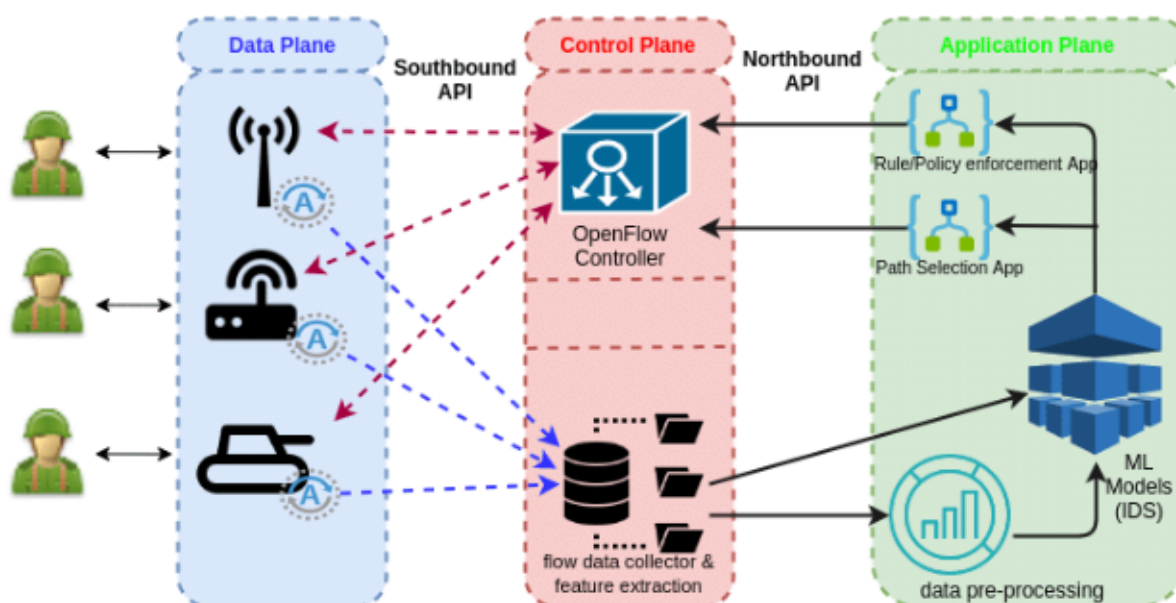 Data Plane
Control Plane
Application Plane
Southbound
API
Northbound
API
A
A
A
OpenFlow
Controller
Rule/Policy enforcement App
Path Selection App
ML
Models
(IDS)
flow data collector &
feature extraction
data pre-processing